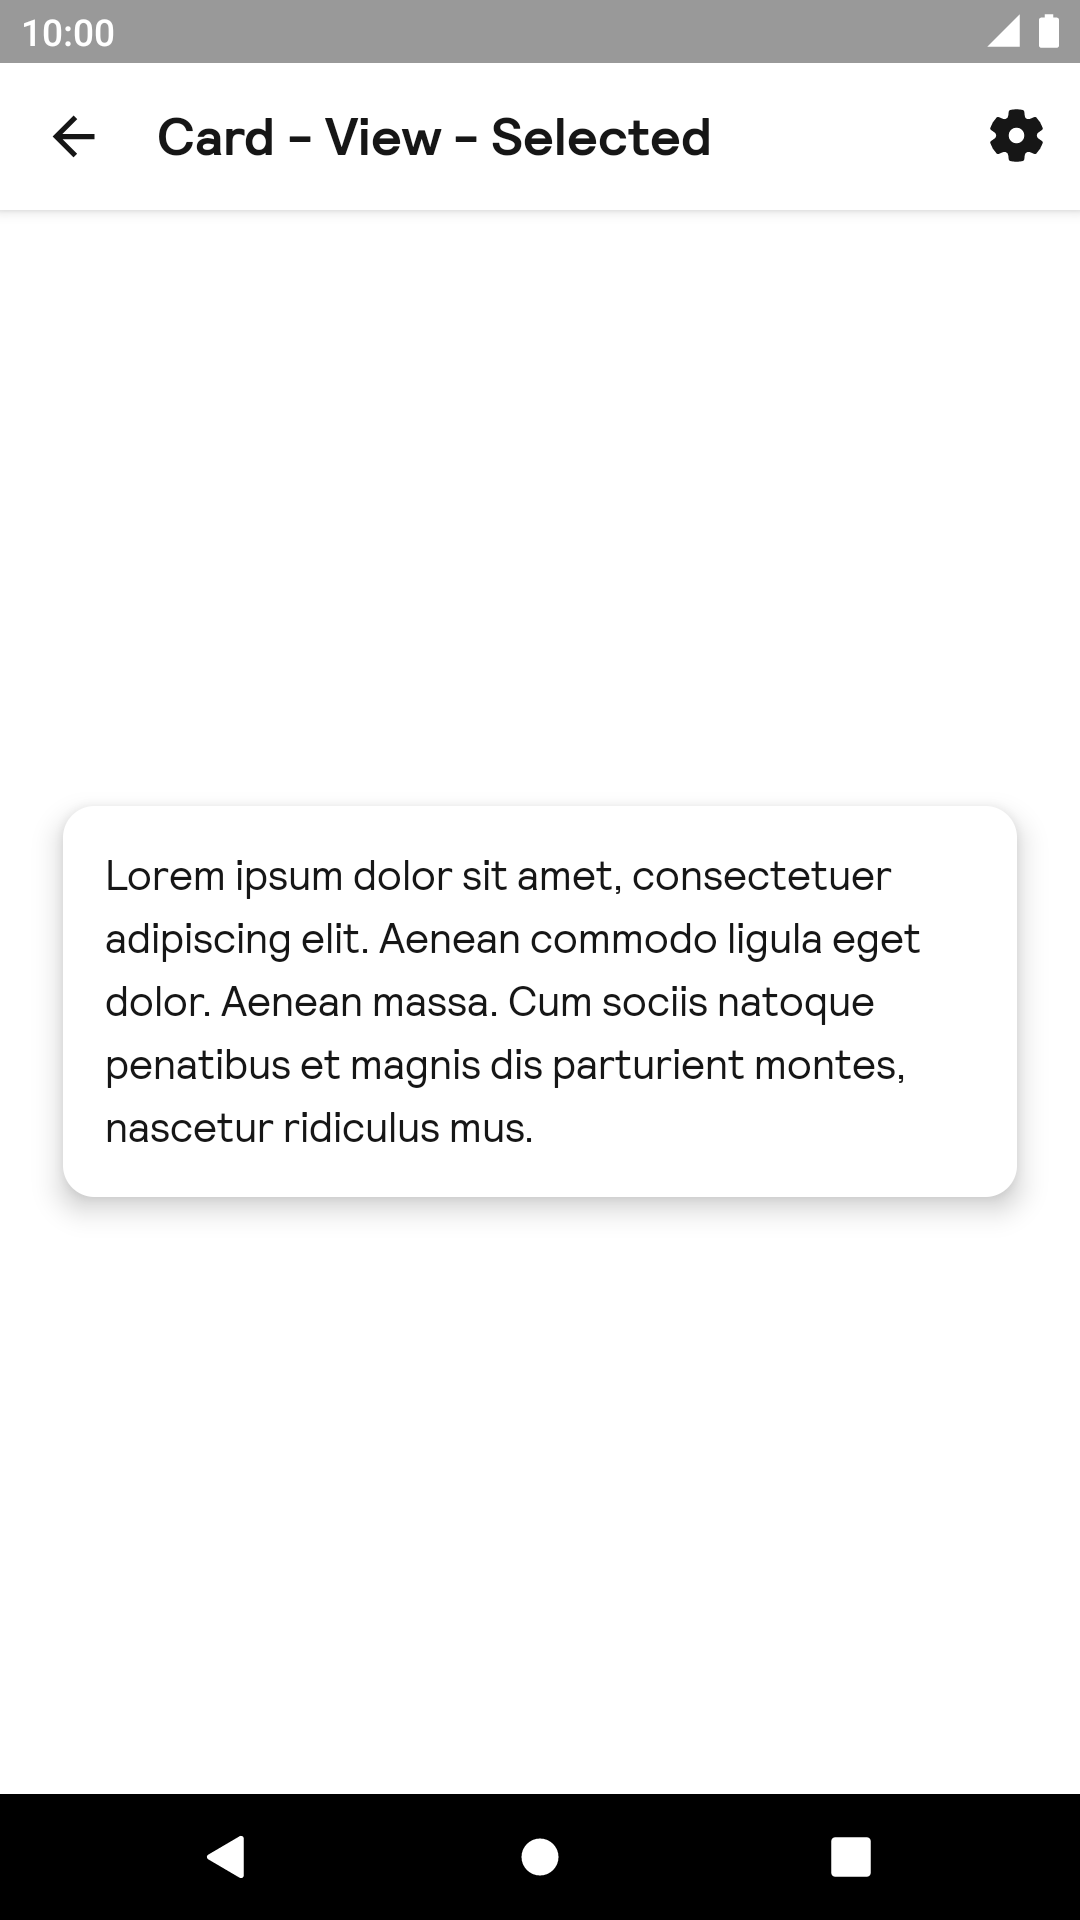 10:00
Card - View - Selected
Lorem ipsum dolor sit amet, consectetuer
adipiscing elit. Aenean commodo ligula eget
dolor. Aenean massa. Cum sociis natoque
penatibus et magnis dis parturient montes,
nascetur ridiculus mus.